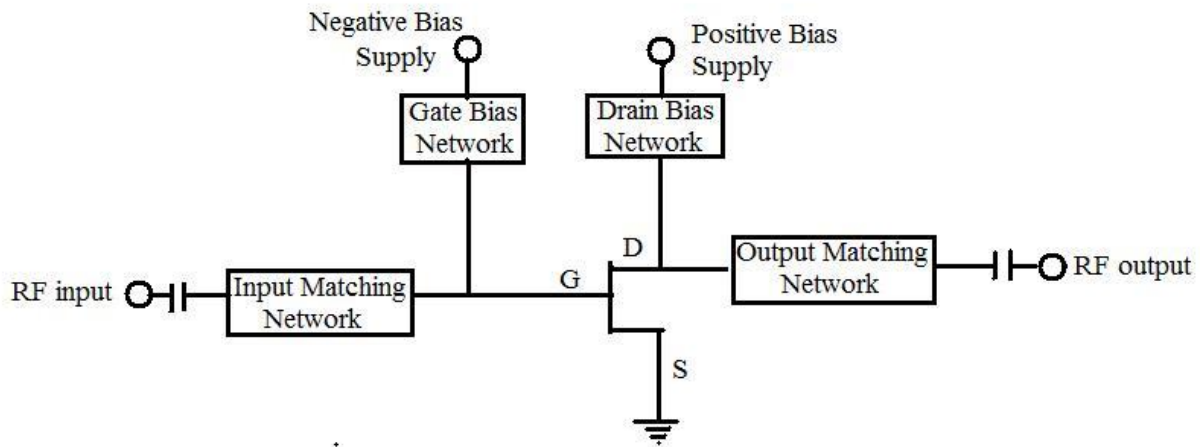 Negative Bias
Supply
Positive Bias
Supply
Gate Bias
Network
Drain Bias
Network
RF input
Input Matching
Network
G
D
S
Output Matching
Network
RF output